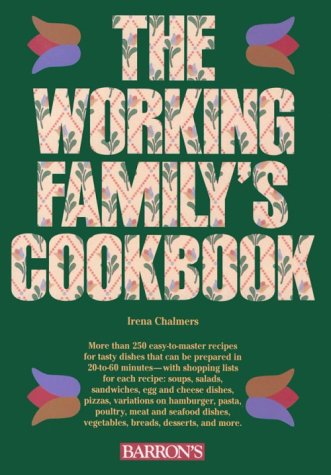 THE
WORKING
FAMILY'S
COOKBOOK
Irena Chalmers
More than 250 easy-to-master recipes
for tasty dishes that can be prepared in
20-to-60 minutes—with shopping lists
for each recipe: soups, salads,
sandwiches, egg and cheese dishes,
pizzas, variations on hamburger, pasta,
poultry, meat and seafood dishes,
vegetables, breads, desserts, and more.
BARRON'S